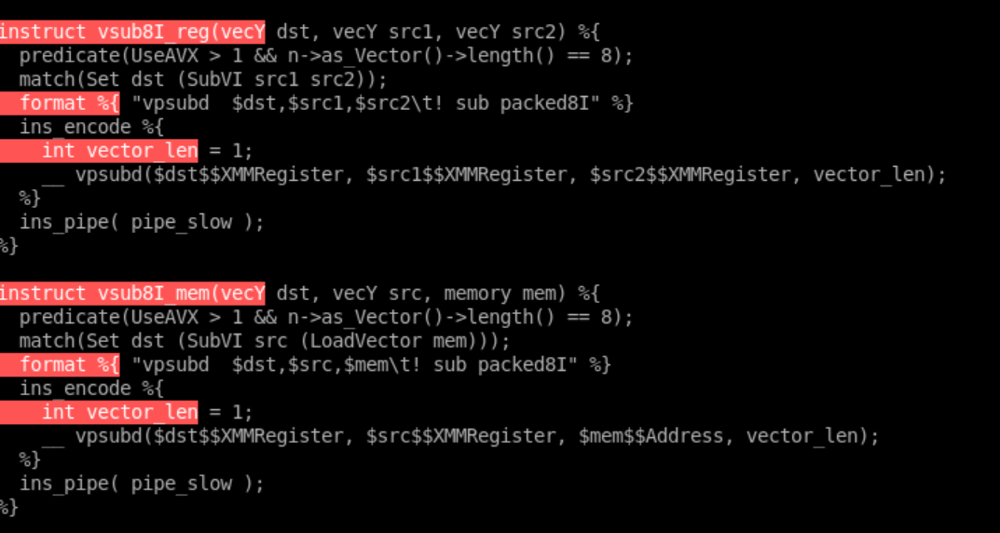 instruct vsub8I_reg(vecY dst, vecY src1, vecY src2) %{
  predicate(UseAVX > 1 && n->as_Vector()->length() == 8);
  match(Set dst (SubVI src1 src2));
  format %{ "vpsubd  $dst,$src1,$src2\t! sub packed8I" %}
  ins_encode %{
    int vector_len = 1;
    __ vpsubd($dst$$XMMRegister, $src1$$XMMRegister, $src2$$XMMRegister, vector_len);
  %}
  ins_pipe( pipe_slow );
%}

instruct vsub8I_mem(vecY dst, vecY src, memory mem) %{
  predicate(UseAVX > 1 && n->as_Vector()->length() == 8);
  match(Set dst (SubVI src (LoadVector mem)));
  format %{ "vpsubd  $dst,$src,$mem\t! sub packed8I" %}
  ins_encode %{
    int vector_len = 1;
    __ vpsubd($dst$$XMMRegister, $src$$XMMRegister, $mem$$Address, vector_len);
  %}
  ins_pipe( pipe_slow );
%}